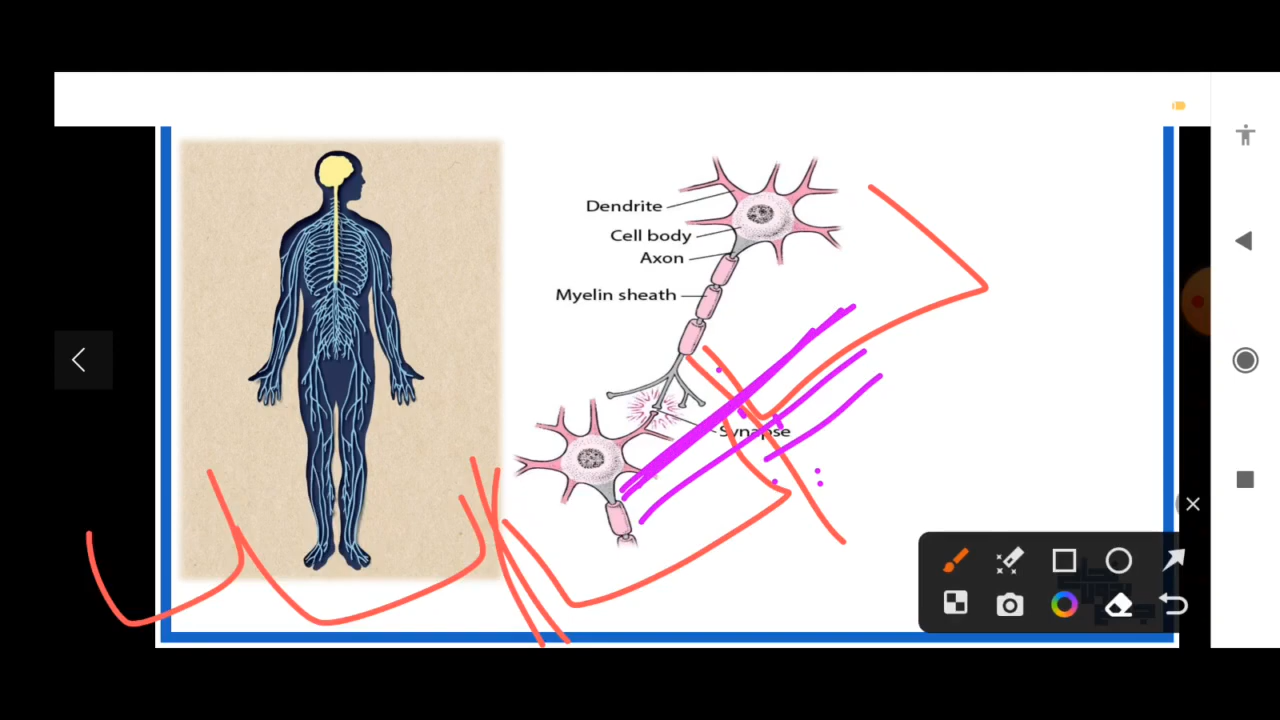 Dendrite
Cell body
Axon
Myelin sheath
Synapse